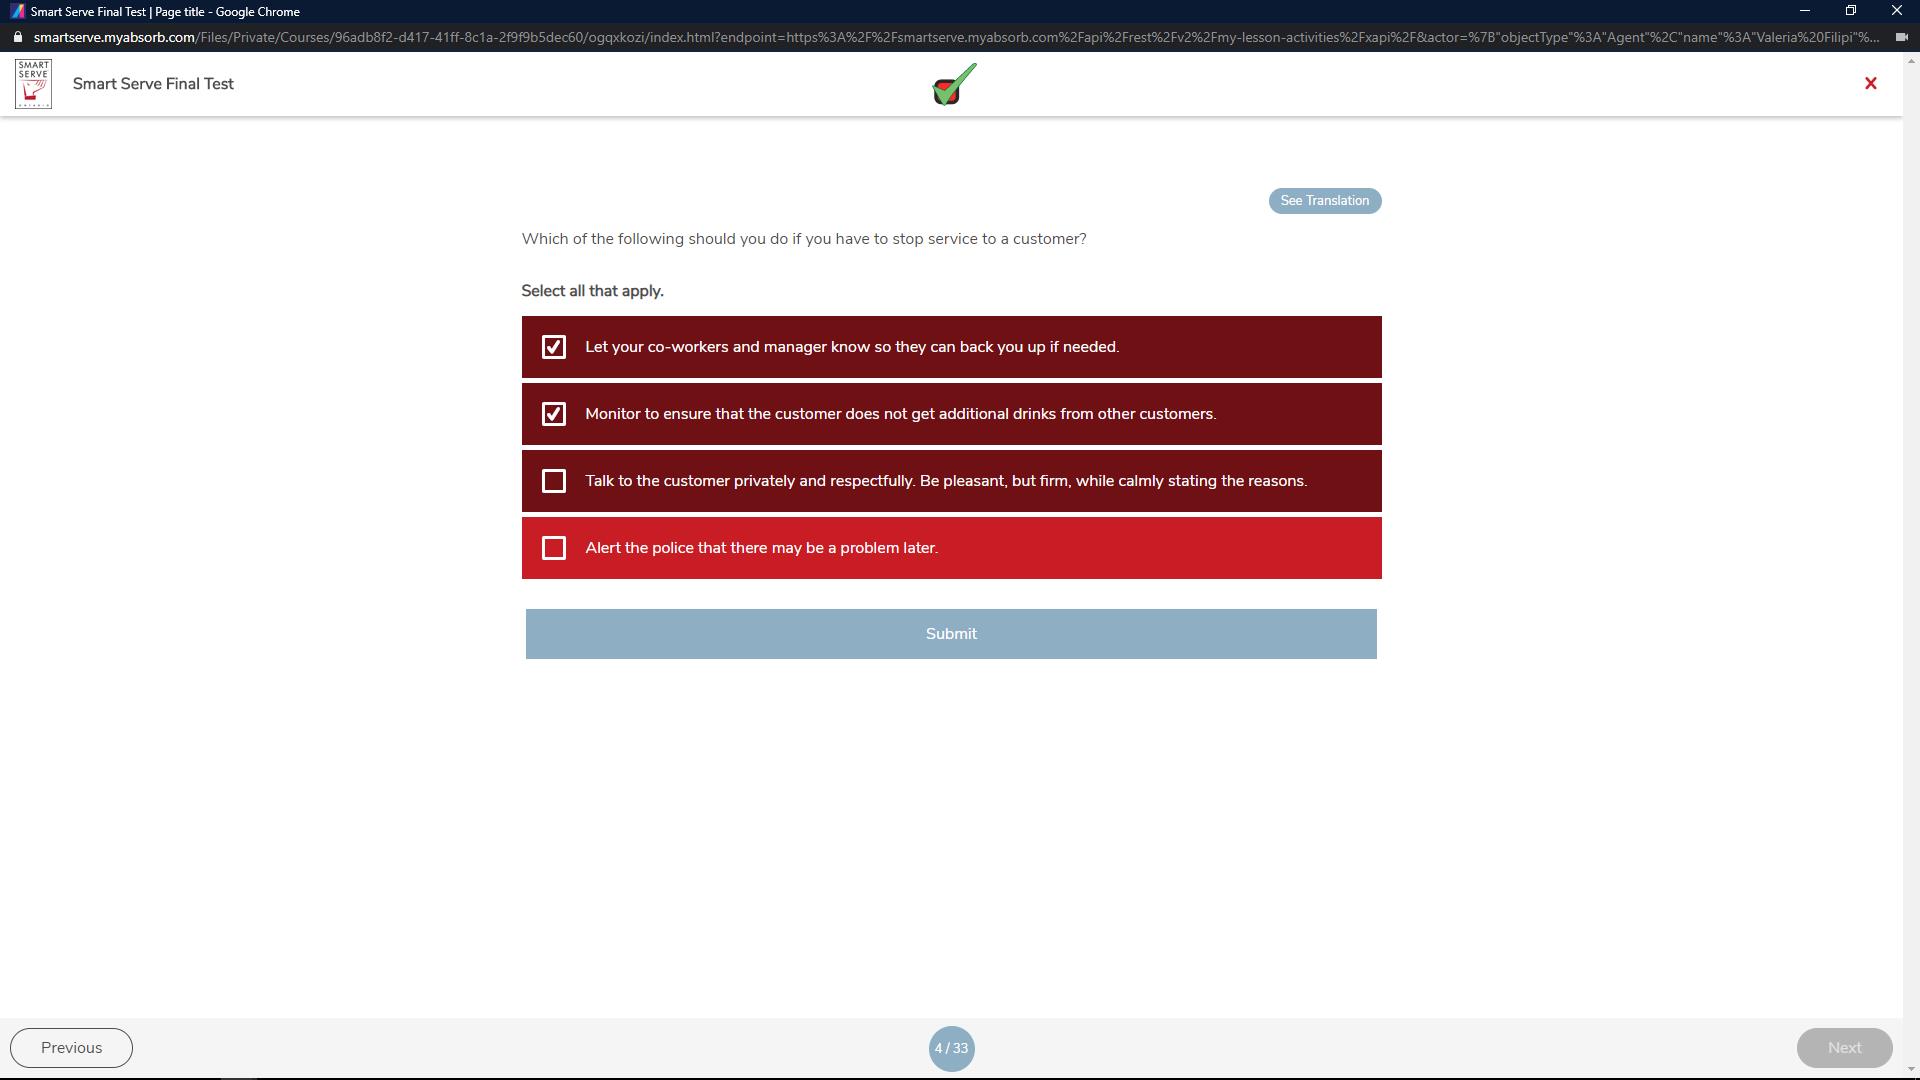 Smart Serve Final Test | Page title - Google Chrome
smartserve.myabsorb.com/Files/Private/Courses/96adb8f2-d417-41ff-8c1a-2f9f9b5dec60/ogqxkozi/index.html?endpoint=https%3A%2F%2Fsmartserve.myabsorb.com%2Fapi%2Frest%2Fv2%2Fmy-lesson-activities%2Fxapi%2F&actor=%7B"objectType"%3A"Agent"%2C"name"%3A"Valeria%20Filipi"%...
SMART
SERVE
Smart Serve Final Test
See Translation
Which of the following should you do if you have to stop service to a customer?
Select all that apply.
Let your co-workers and manager know so they can back you up if needed.
Monitor to ensure that the customer does not get additional drinks from other customers.
Talk to the customer privately and respectfully. Be pleasant, but firm, while calmly stating the reasons.
Alert the police that there may be a problem later.
Submit
Previous
4 / 33
Next